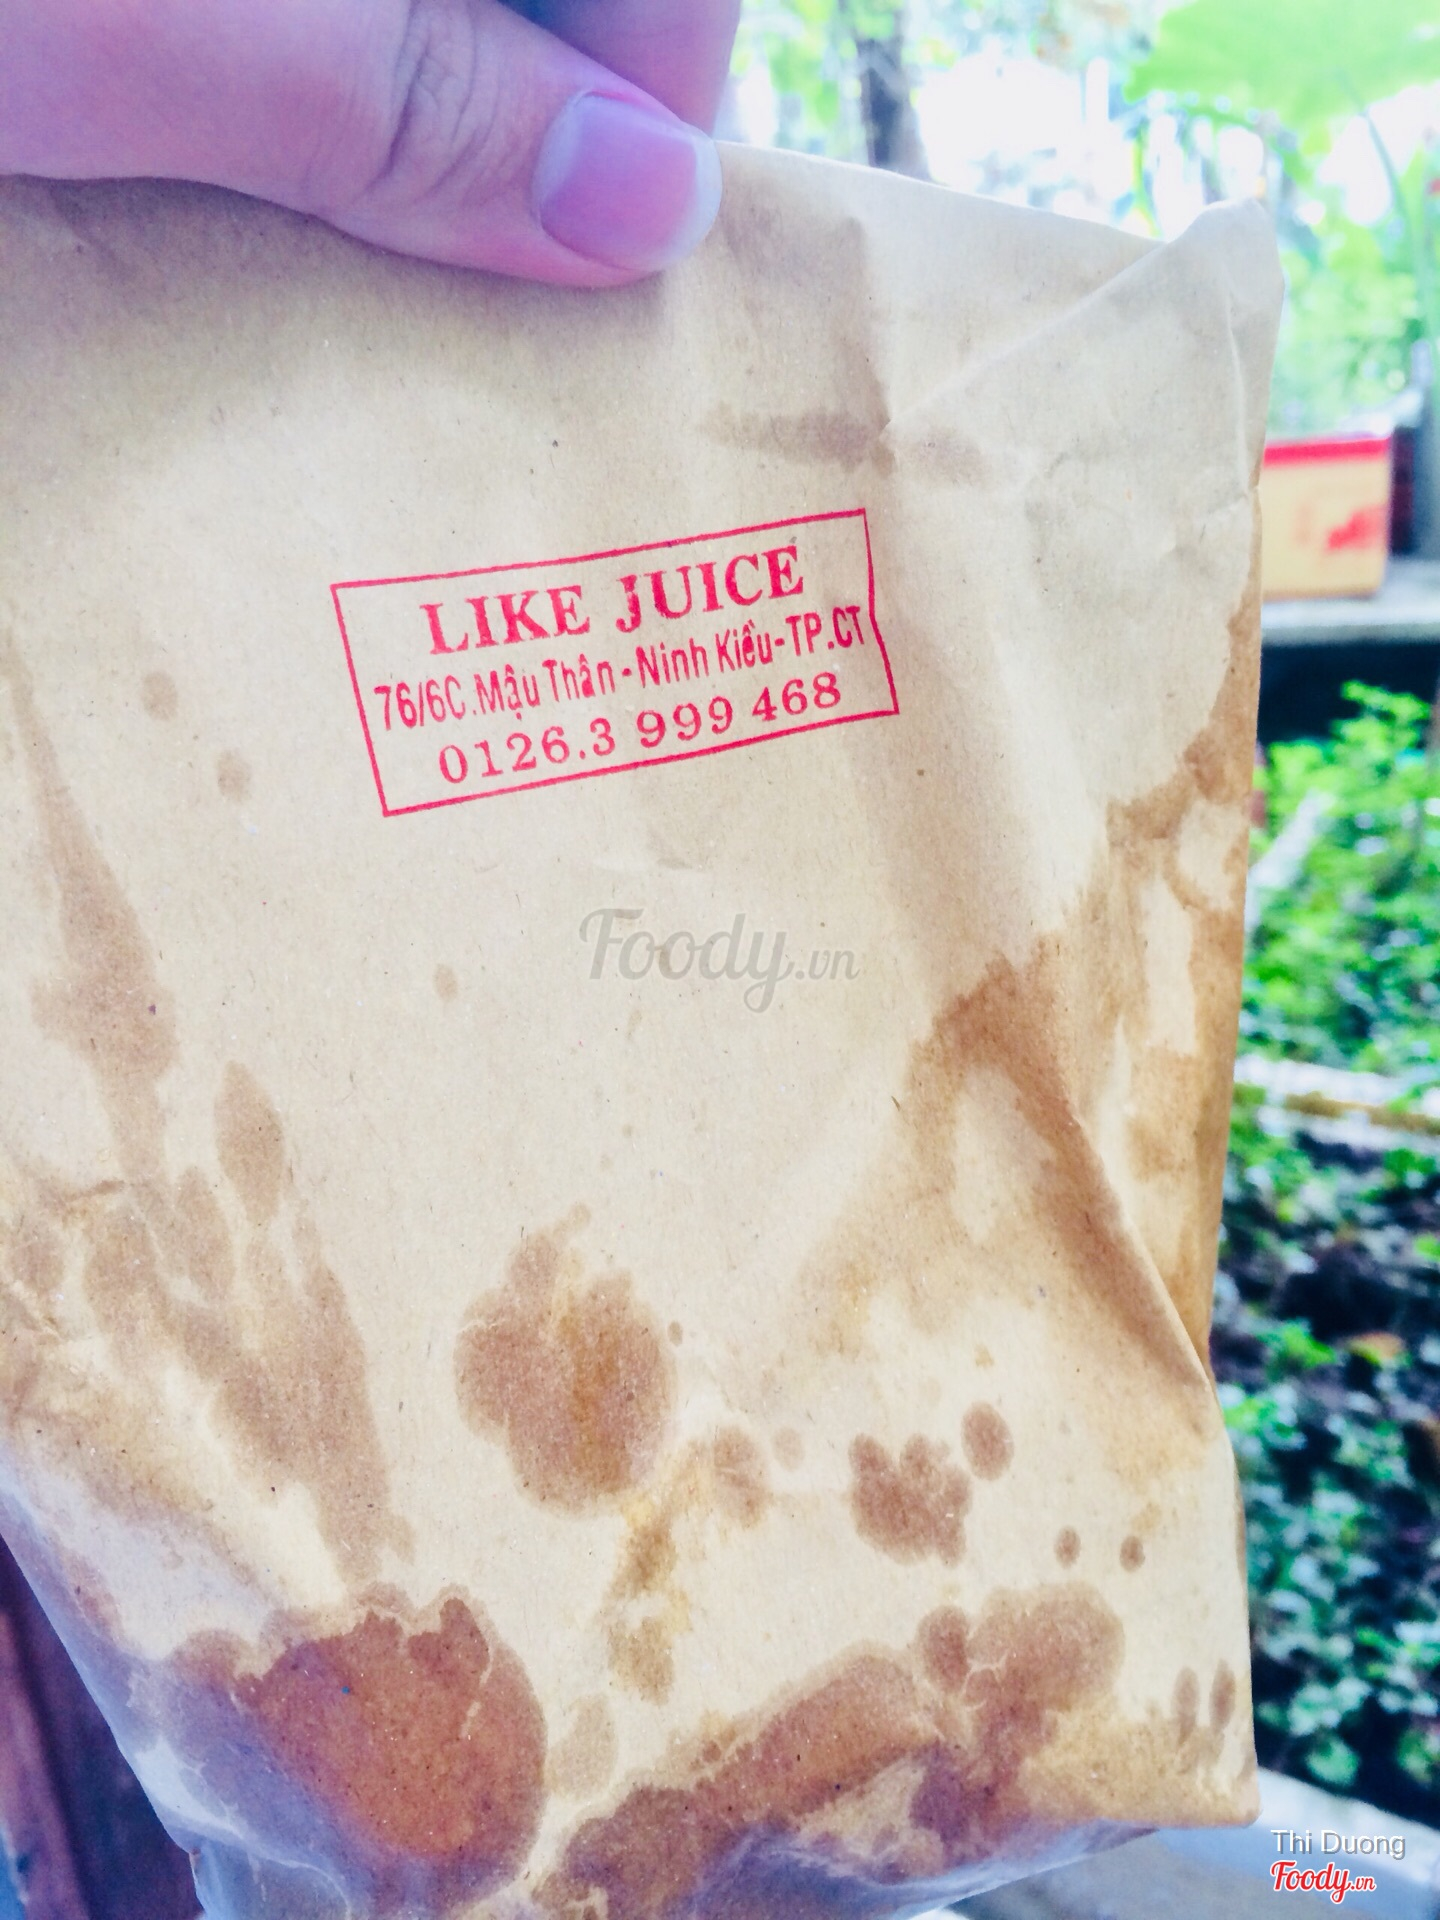 LIKE JUICE
76/6C.Mậu Thân - Ninh Kiều-TP.CT
0126.3 999 468
Foody.vn
Thi Duong
Foody.vn